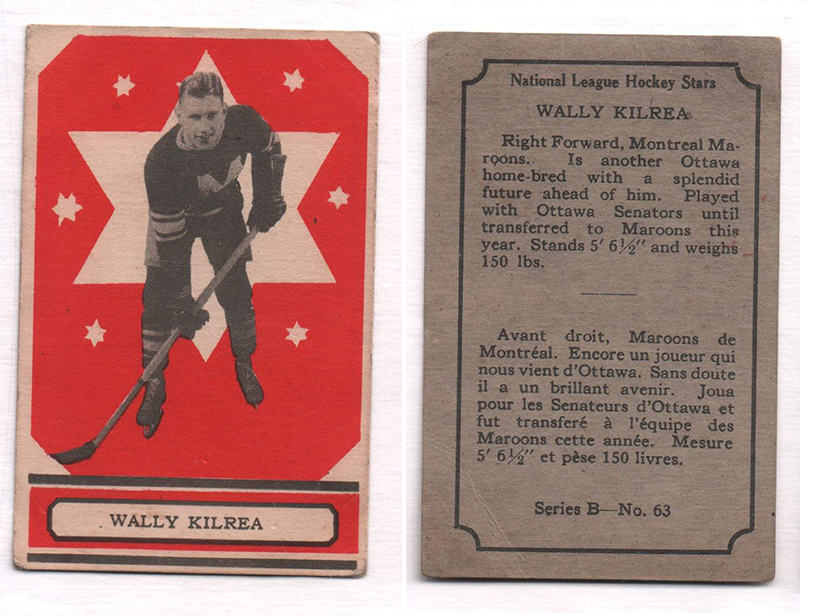 WALLY KILREA
National League Hockey Stars
WALLY KILREA
Right Forward, Montreal Ma-
roons. Is another Ottawa
home-bred with a splendid
future ahead of him. Played
with Ottawa Senators until
transferred to Maroons this
year. Stands 5' 6½" and weighs
150 lbs.
Avant droit, Maroons de
Montréal. Encore un joueur qui
nous vient d'Ottawa. Sans doute
il a un brillant avenir. Joua
pour les Senateurs d'Ottawa et
fut transferé à l'équipe des
Maroons cette année. Mesure
5' 6½" et pèse 150 livres.
Series B—No. 63